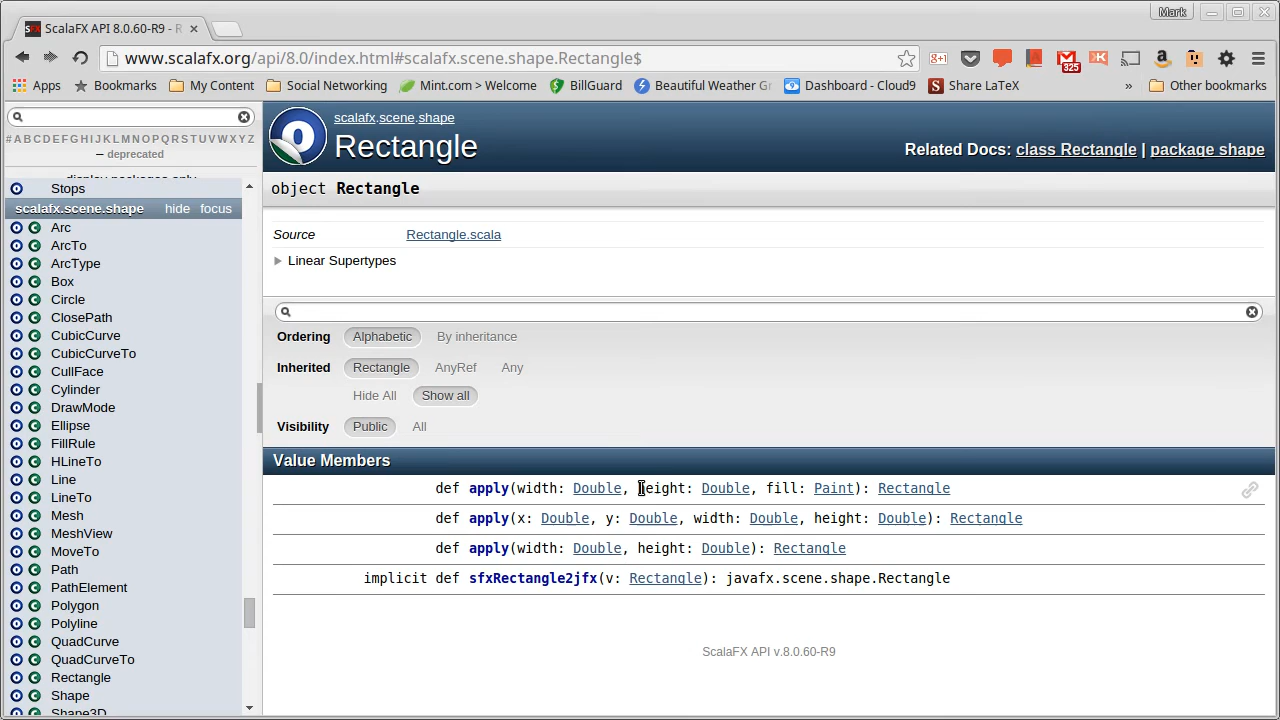 Mark
ScalaFX API 8.0.60-R9 - R
www.scalafx.org/api/8.0/index.html#scalafx.scene.shape.Rectangle$
325
Apps Bookmarks My Content Social Networking Mint.com > Welcome BillGuard Beautiful Weather Gr Dashboard - Cloud9 Share LaTeX » Other bookmarks
# A B C D E F G H I J K L M N O P Q R S T U V W X Y Z
– deprecated
display packages only
Stops
scalafx.scene.shape hide focus
Arc
ArcTo
ArcType
Box
Circle
ClosePath
CubicCurve
CubicCurveTo
CullFace
Cylinder
DrawMode
Ellipse
FillRule
HLineTo
Line
LineTo
Mesh
MeshView
MoveTo
Path
PathElement
Polygon
Polyline
QuadCurve
QuadCurveTo
Rectangle
Shape
Shape3D
scalafx.scene.shape
Rectangle
Related Docs: class Rectangle | package shape
object Rectangle
Source Rectangle.scala
Linear Supertypes
Ordering Alphabetic By inheritance
Inherited Rectangle AnyRef Any
Hide All Show all
Visibility Public All
Value Members
def apply(width: Double, height: Double, fill: Paint): Rectangle
def apply(x: Double, y: Double, width: Double, height: Double): Rectangle
def apply(width: Double, height: Double): Rectangle
implicit def sfxRectangle2jfx(v: Rectangle): javafx.scene.shape.Rectangle
ScalaFX API v.8.0.60-R9